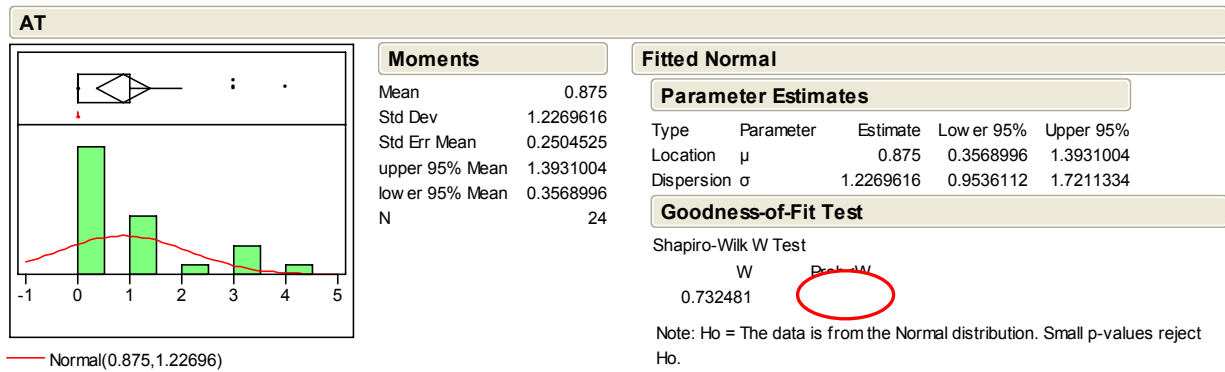 AT
-1 0 1 2 3 4 5
Normal(0.875,1.22696)
Moments
Mean 0.875
Std Dev 1.2269616
Std Err Mean 0.2504525
upper 95% Mean 1.3931004
lower 95% Mean 0.3568996
N 24
Fitted Normal
Parameter Estimates
Type Parameter Estimate Lower 95% Upper 95%
Location μ 0.875 0.3568996 1.3931004
Dispersion σ 1.2269616 0.9536112 1.7211334
Goodness-of-Fit Test
Shapiro-Wilk W Test
W Prob<W
0.732481
Note: Ho = The data is from the Normal distribution. Small p-values reject
Ho.